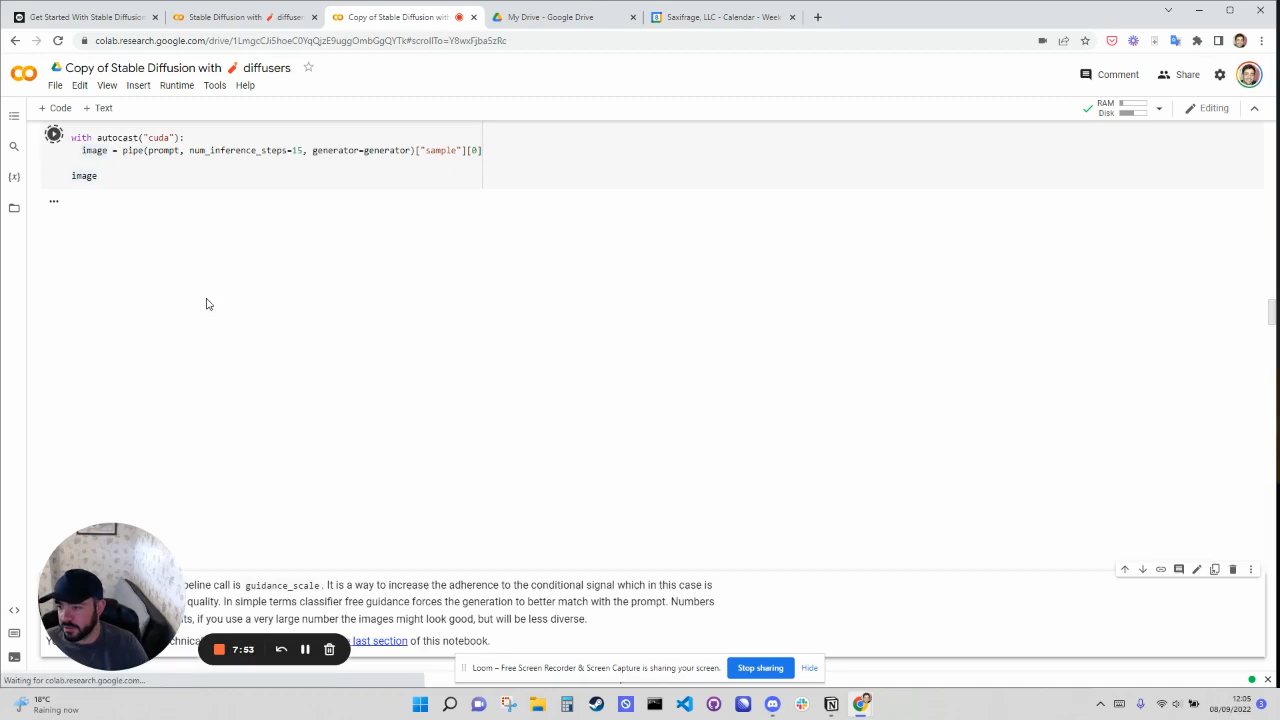 Get Started With Stable Diffusion
Stable Diffusion with diffusers
Copy of Stable Diffusion with
My Drive - Google Drive
Saxifrage, LLC - Calendar - Week
colab.research.google.com/drive/1LmgcCJi5hoeC0YqQjzE9uggOmbGgQYTk#scrollTo=Y8wxFjba5zRc
Copy of Stable Diffusion with 🧨 diffusers
Comment
Share
File Edit View Insert Runtime Tools Help
+ Code + Text
RAM
Disk
Editing
with autocast("cuda"):
image = pipe(prompt, num_inference_steps=15, generator=generator)["sample"][0]
image
...
peline call is guidance_scale. It is a way to increase the adherence to the conditional signal which in this case is
quality. In simple terms classifier free guidance forces the generation to better match with the prompt. Numbers
ts, if you use a very large number the images might look good, but will be less diverse.
last section of this notebook.
7:53
Loom – Free Screen Recorder & Screen Capture is sharing your screen.
Stop sharing
Hide
Waiting for colab.research.google.com...
18°C
Raining now
12:05
08/09/2022